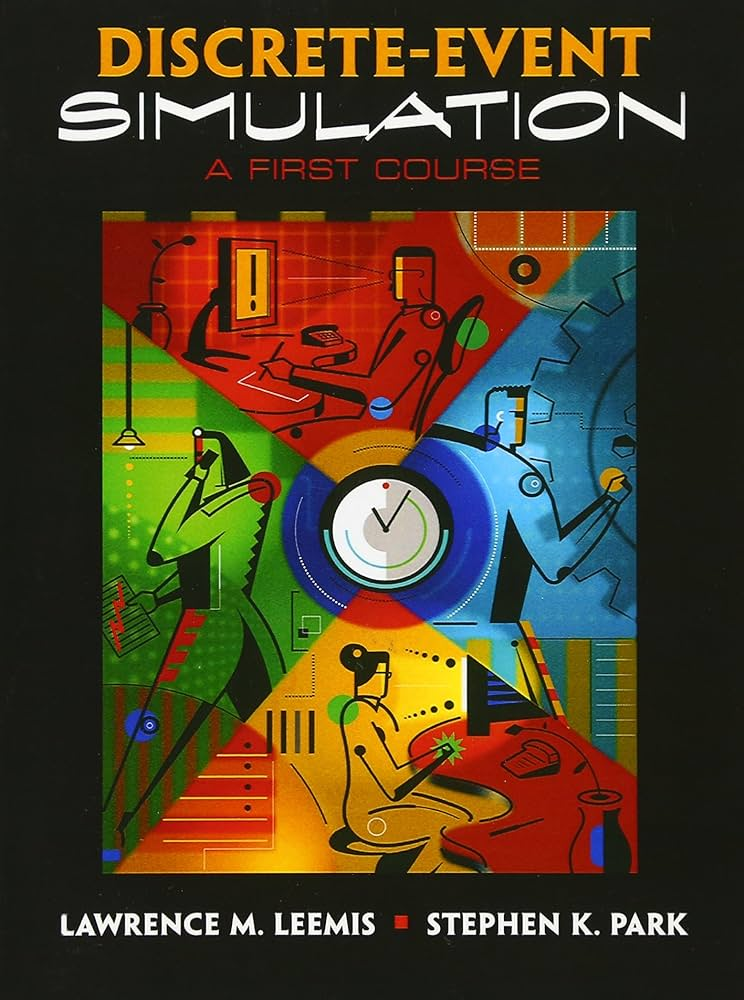 DISCRETE-EVENT
SIMULATION
A FIRST COURSE
!
LAWRENCE M. LEEMIS ■ STEPHEN K. PARK